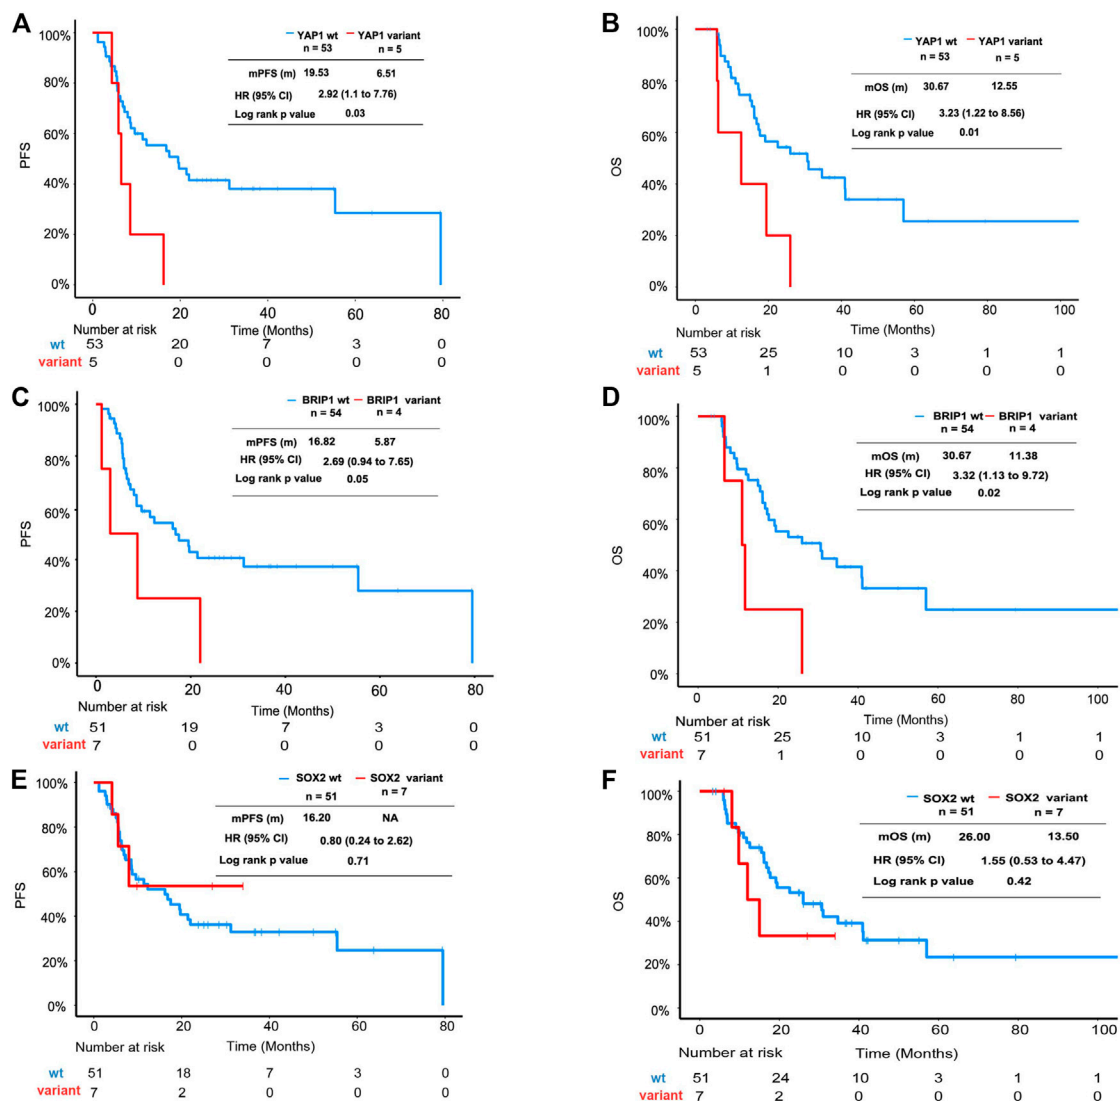 A
YAP1 wt YAP1 variant
n = 53 n = 5
mPFS (m) 19.53 6.51
HR (95% CI) 2.92 (1.1 to 7.76)
Log rank p value 0.03
100%
80%
60%
40%
20%
0%
PFS
0 20 40 60 80
Number at risk Time (Months)
wt 53 20 7 3 0
variant 5 0 0 0 0
B
YAP1 wt YAP1 variant
n = 53 n = 5
mOS (m) 30.67 12.55
HR (95% CI) 3.23 (1.22 to 8.56)
Log rank p value 0.01
100%
80%
60%
40%
20%
0%
OS
0 20 40 60 80 100
Number at risk Time (Months)
wt 53 25 10 3 1 1
variant 5 1 0 0 0 0
C
BRIP1 wt BRIP1 variant
n = 54 n = 4
mPFS (m) 16.82 5.87
HR (95% CI) 2.69 (0.94 to 7.65)
Log rank p value 0.05
100%
80%
60%
40%
20%
0%
PFS
0 20 40 60 80
Number at risk Time (Months)
wt 51 19 7 3 0
variant 7 0 0 0 0
D
BRIP1 wt BRIP1 variant
n = 54 n = 4
mOS (m) 30.67 11.38
HR (95% CI) 3.32 (1.13 to 9.72)
Log rank p value 0.02
100%
80%
60%
40%
20%
0%
OS
0 20 40 60 80 100
Number at risk Time (Months)
wt 51 25 10 3 1 1
variant 7 1 0 0 0 0
E
SOX2 wt SOX2 variant
n = 51 n = 7
mPFS (m) 16.20 NA
HR (95% CI) 0.80 (0.24 to 2.62)
Log rank p value 0.71
100%
80%
60%
40%
20%
0%
PFS
0 20 40 60 80
Number at risk Time (Months)
wt 51 18 7 3 0
variant 7 2 0 0 0
F
SOX2 wt SOX2 variant
n = 51 n = 7
mOS (m) 26.00 13.50
HR (95% CI) 1.55 (0.53 to 4.47)
Log rank p value 0.42
100%
80%
60%
40%
20%
0%
OS
0 20 40 60 80 100
Number at risk Time (Months)
wt 51 24 10 3 1 1
variant 7 2 0 0 0 0